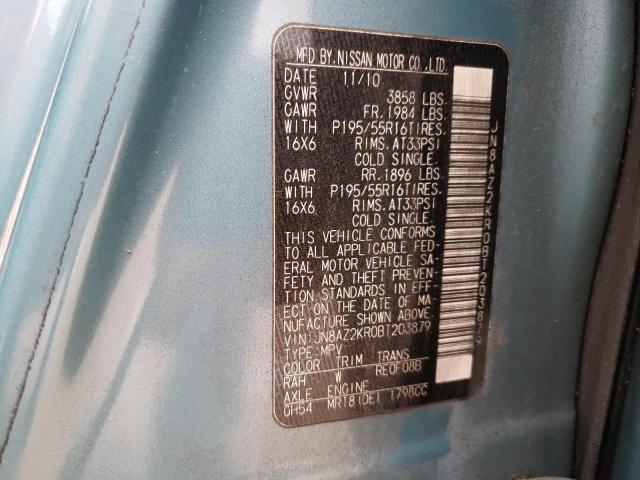 MFD BY.NISSAN MOTOR CO.,LTD.
DATE 11/10
GVWR 3858 LBS.
GAWR FR.1984 LBS.
WITH P195/55R16TIRES.
16X6 RIMS.AT33PSI
COLD SINGLE.
GAWR RR.1896 LBS.
WITH P195/55R16TIRES.
16X6 RIMS.AT33PSI
COLD SINGLE.
THIS VEHICLE CONFORMS
TO ALL APPLICABLE FED-
ERAL MOTOR VEHICLE SA-
FETY AND THEFT PREVEN-
TION STANDARDS IN EFF-
ECT ON THE DATE OF MA-
NUFACTURE SHOWN ABOVE.
VIN:JN8AZ2KR0BT203879
TYPE:MPV
COLOR TRIM TRANS
RAH W RE0F08B
AXLE ENGINE
CH54 MR18(DE) 1798CC
JN8AZ2KR0BT203879